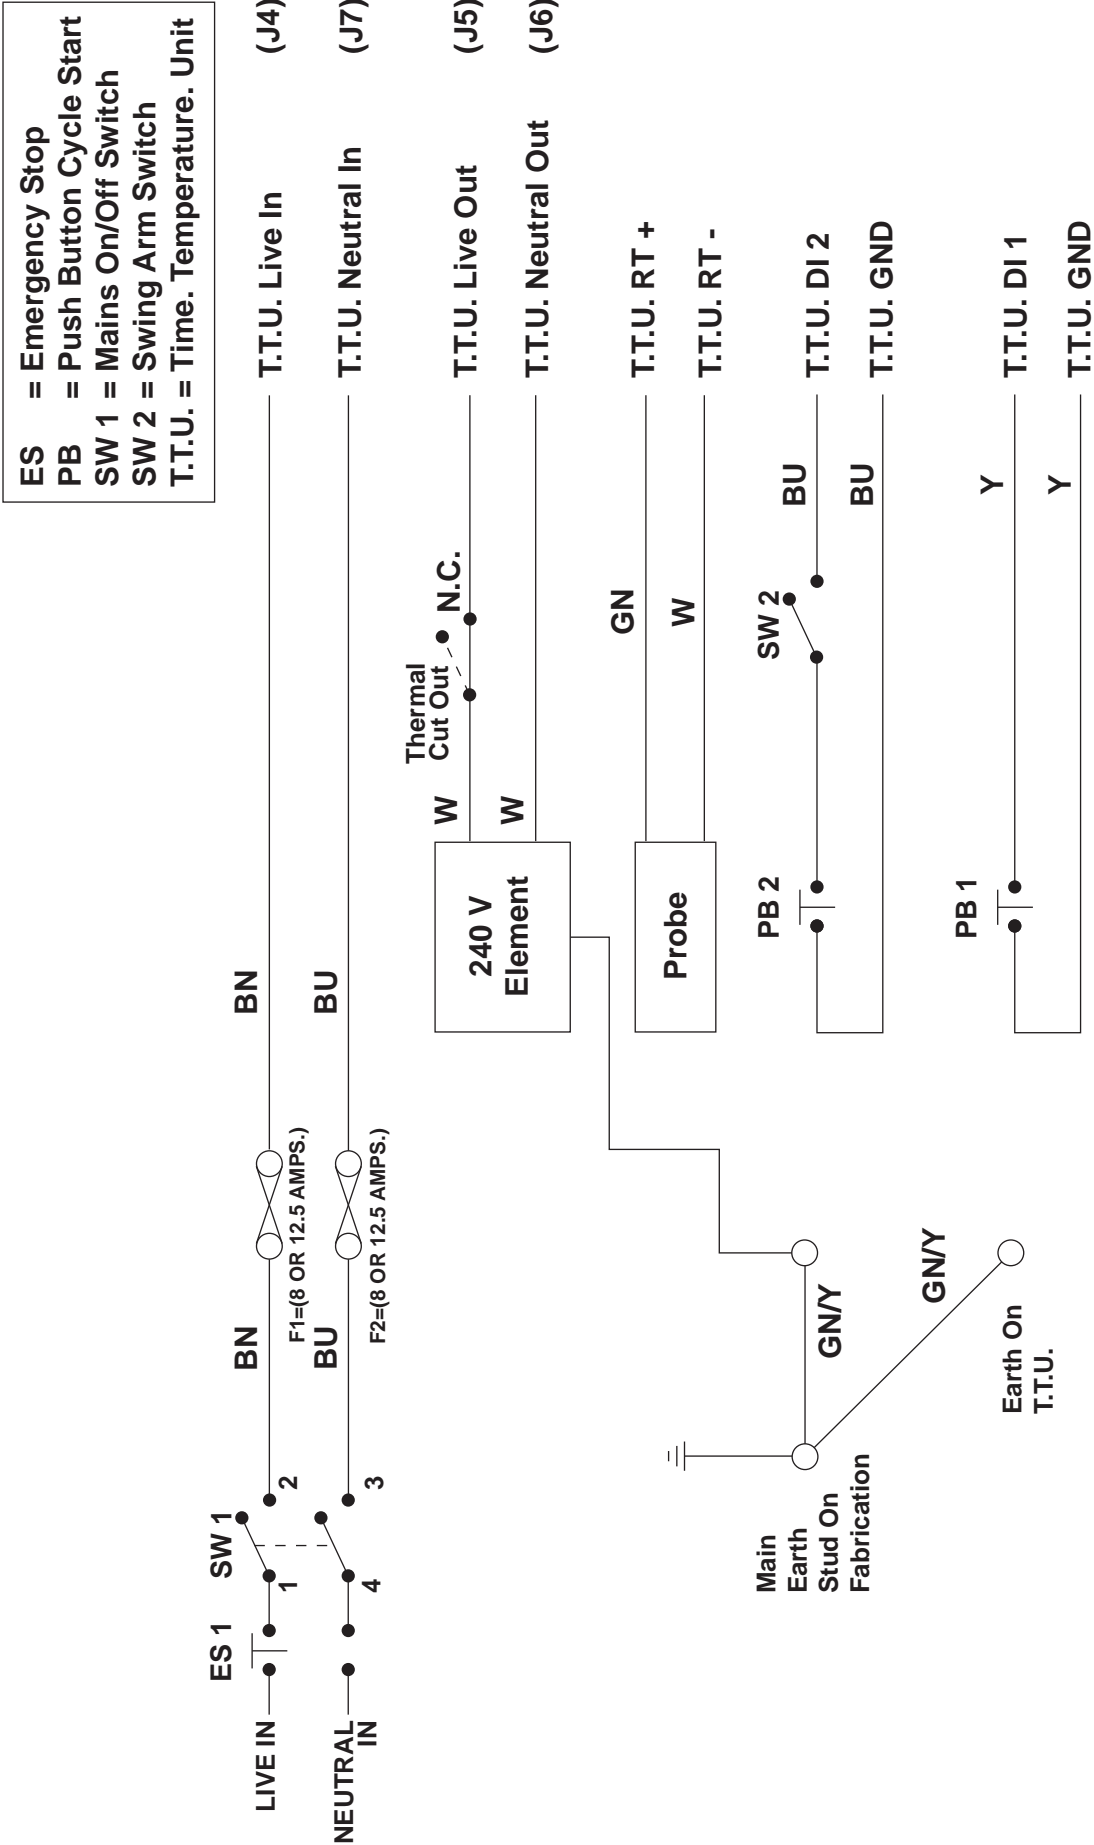 ES = Emergency Stop
PB = Push Button Cycle Start
SW 1 = Mains On/Off Switch
SW 2 = Swing Arm Switch
T.T.U. = Time. Temperature. Unit
LIVE IN
ES 1
SW 1
1
2
BN
F1=(8 OR 12.5 AMPS.)
BN
T.T.U. Live In
(J4)
NEUTRAL
IN
4
3
BU
F2=(8 OR 12.5 AMPS.)
BU
T.T.U. Neutral In
(J7)
240 V
Element
W
Thermal
Cut Out
N.C.
T.T.U. Live Out
(J5)
W
T.T.U. Neutral Out
(J6)
Probe
GN
T.T.U. RT +
W
T.T.U. RT -
PB 2
SW 2
BU
T.T.U. DI 2
BU
T.T.U. GND
PB 1
Y
T.T.U. DI 1
Y
T.T.U. GND
Main
Earth
Stud On
Fabrication
GN/Y
GN/Y
Earth On
T.T.U.